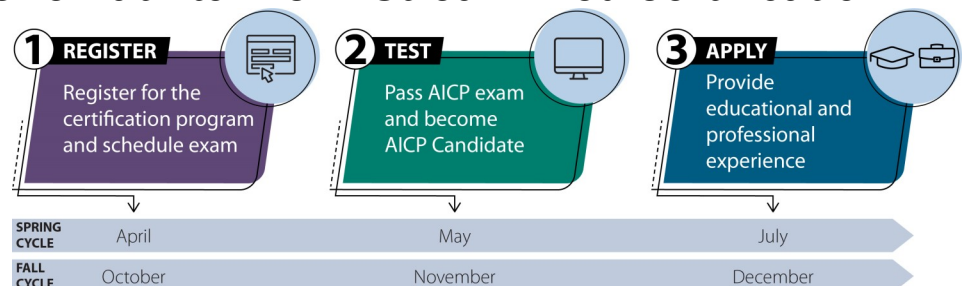 1 REGISTER
Register for the
certification program
and schedule exam
2 TEST
Pass AICP exam
and become
AICP Candidate
3 APPLY
Provide
educational and
professional
experience
SPRING
CYCLE
April
May
July
FALL
CYCLE
October
November
December